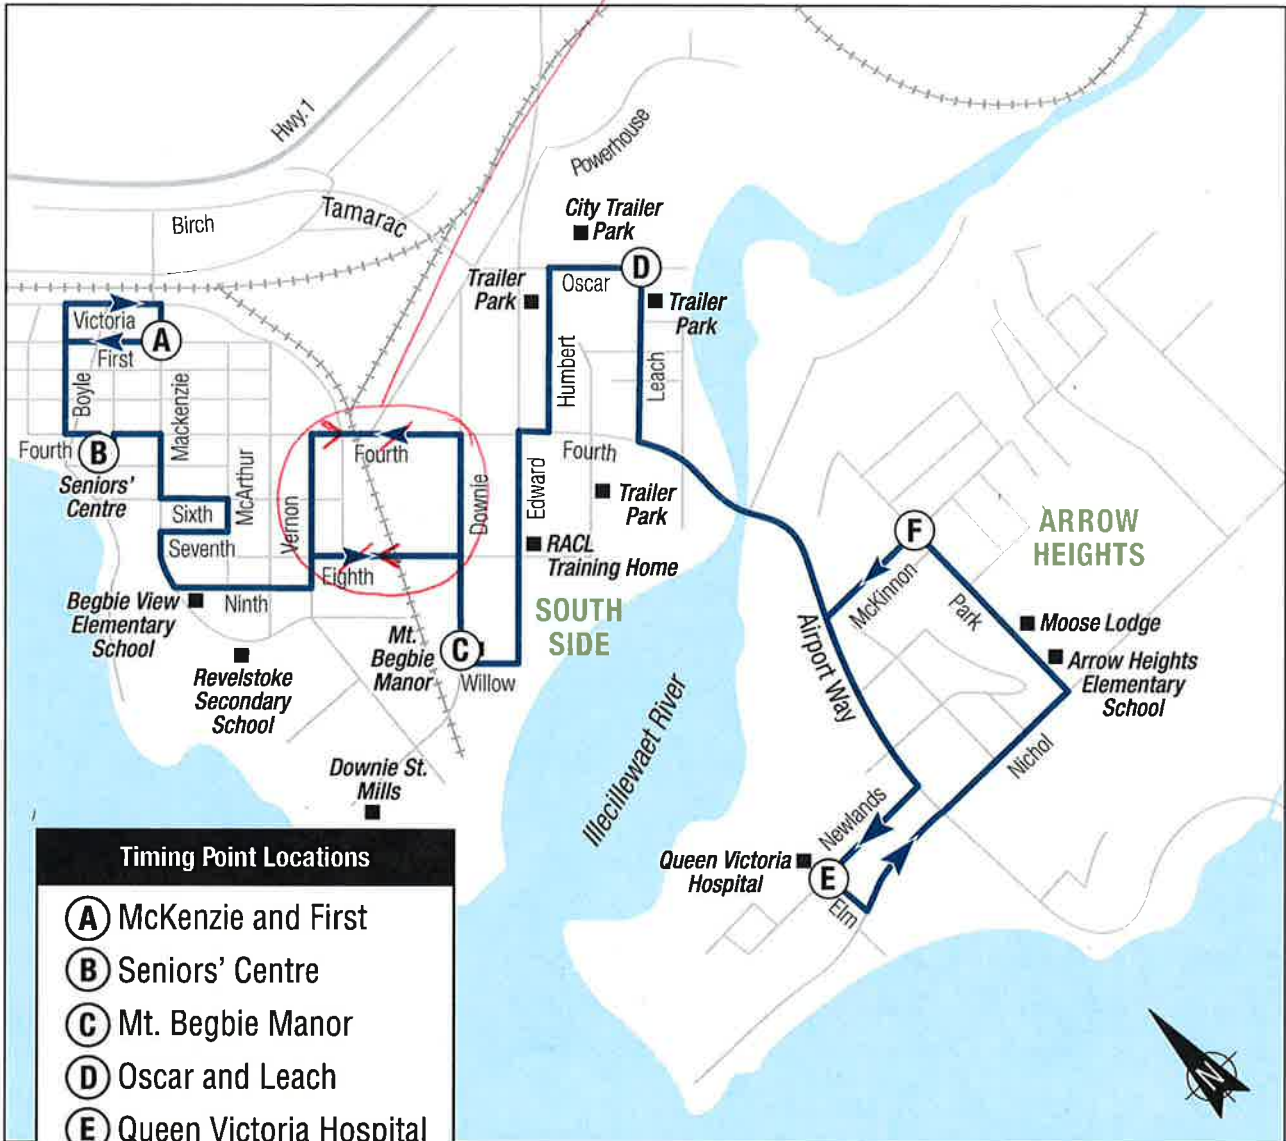 Hwy.1
Powerhouse
Birch
Tamarac
City Trailer
Park
D
Oscar
Trailer
Park
Trailer
Park
Victoria
A
First
Boyle
Mackenzie
Humbert
Leach
Fourth
B
Seniors'
Centre
McArthur
Fourth
Fourth
Vernon
Downie
Edward
Trailer
Park
Sixth
Seventh
Eighth
RACL
Training Home
F
ARROW
HEIGHTS
McKinnon
Park
Begbie View
Elementary
School
Ninth
SOUTH
SIDE
Mt.
Begbie
Manor
C
Willow
Airport Way
Moose Lodge
Arrow Heights
Elementary
School
Revelstoke
Secondary
School
Illecillewaet River
Nichol
Downie St.
Mills
Newlands
Queen Victoria
Hospital
E
Elm
Timing Point Locations
A McKenzie and First
B Seniors' Centre
C Mt. Begbie Manor
D Oscar and Leach
E Queen Victoria Hospital
N